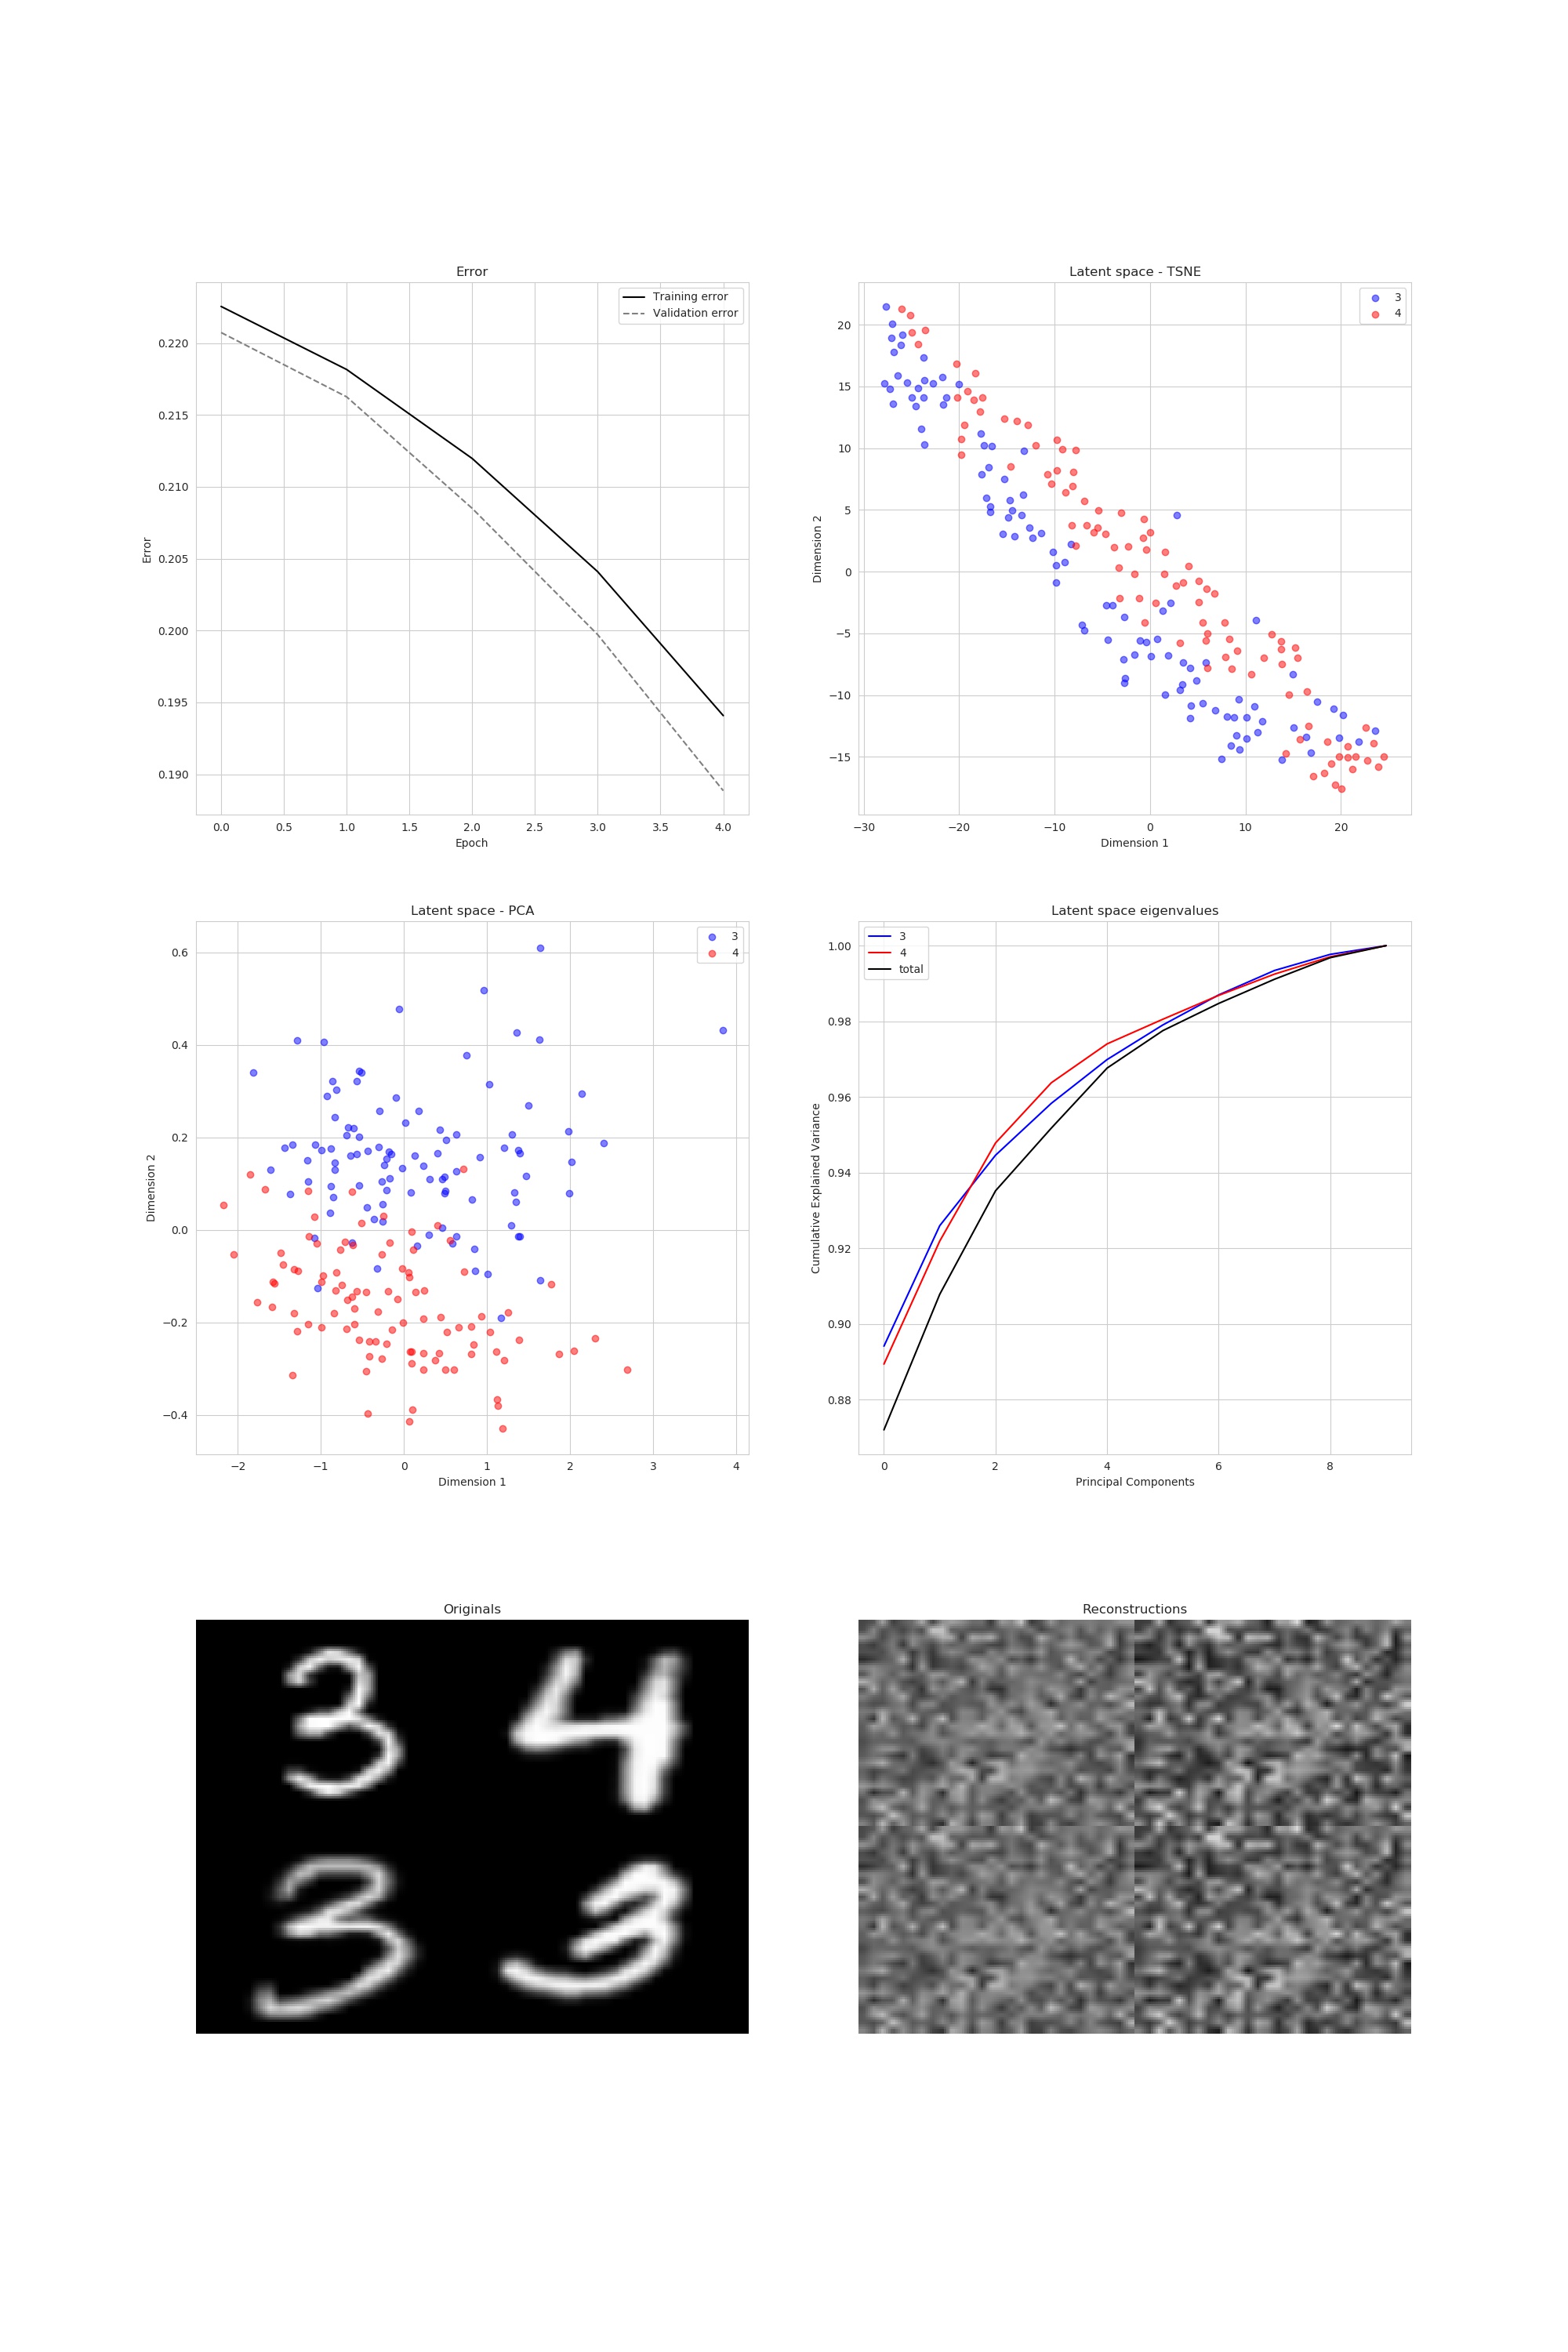 Error
Training error
Validation error
0.220
0.215
0.210
0.205
0.200
0.195
0.190
Error
0.0 0.5 1.0 1.5 2.0 2.5 3.0 3.5 4.0
Epoch
Latent space - TSNE
3
4
20
15
10
5
0
−5
−10
−15
Dimension 2
−30 −20 −10 0 10 20
Dimension 1
Latent space - PCA
3
4
0.6
0.4
0.2
0.0
−0.2
−0.4
Dimension 2
−2 −1 0 1 2 3 4
Dimension 1
Latent space eigenvalues
3
4
total
1.00
0.98
0.96
0.94
0.92
0.90
0.88
Cumulative Explained Variance
0 2 4 6 8
Principal Components
Originals
3 4
3 3
Reconstructions